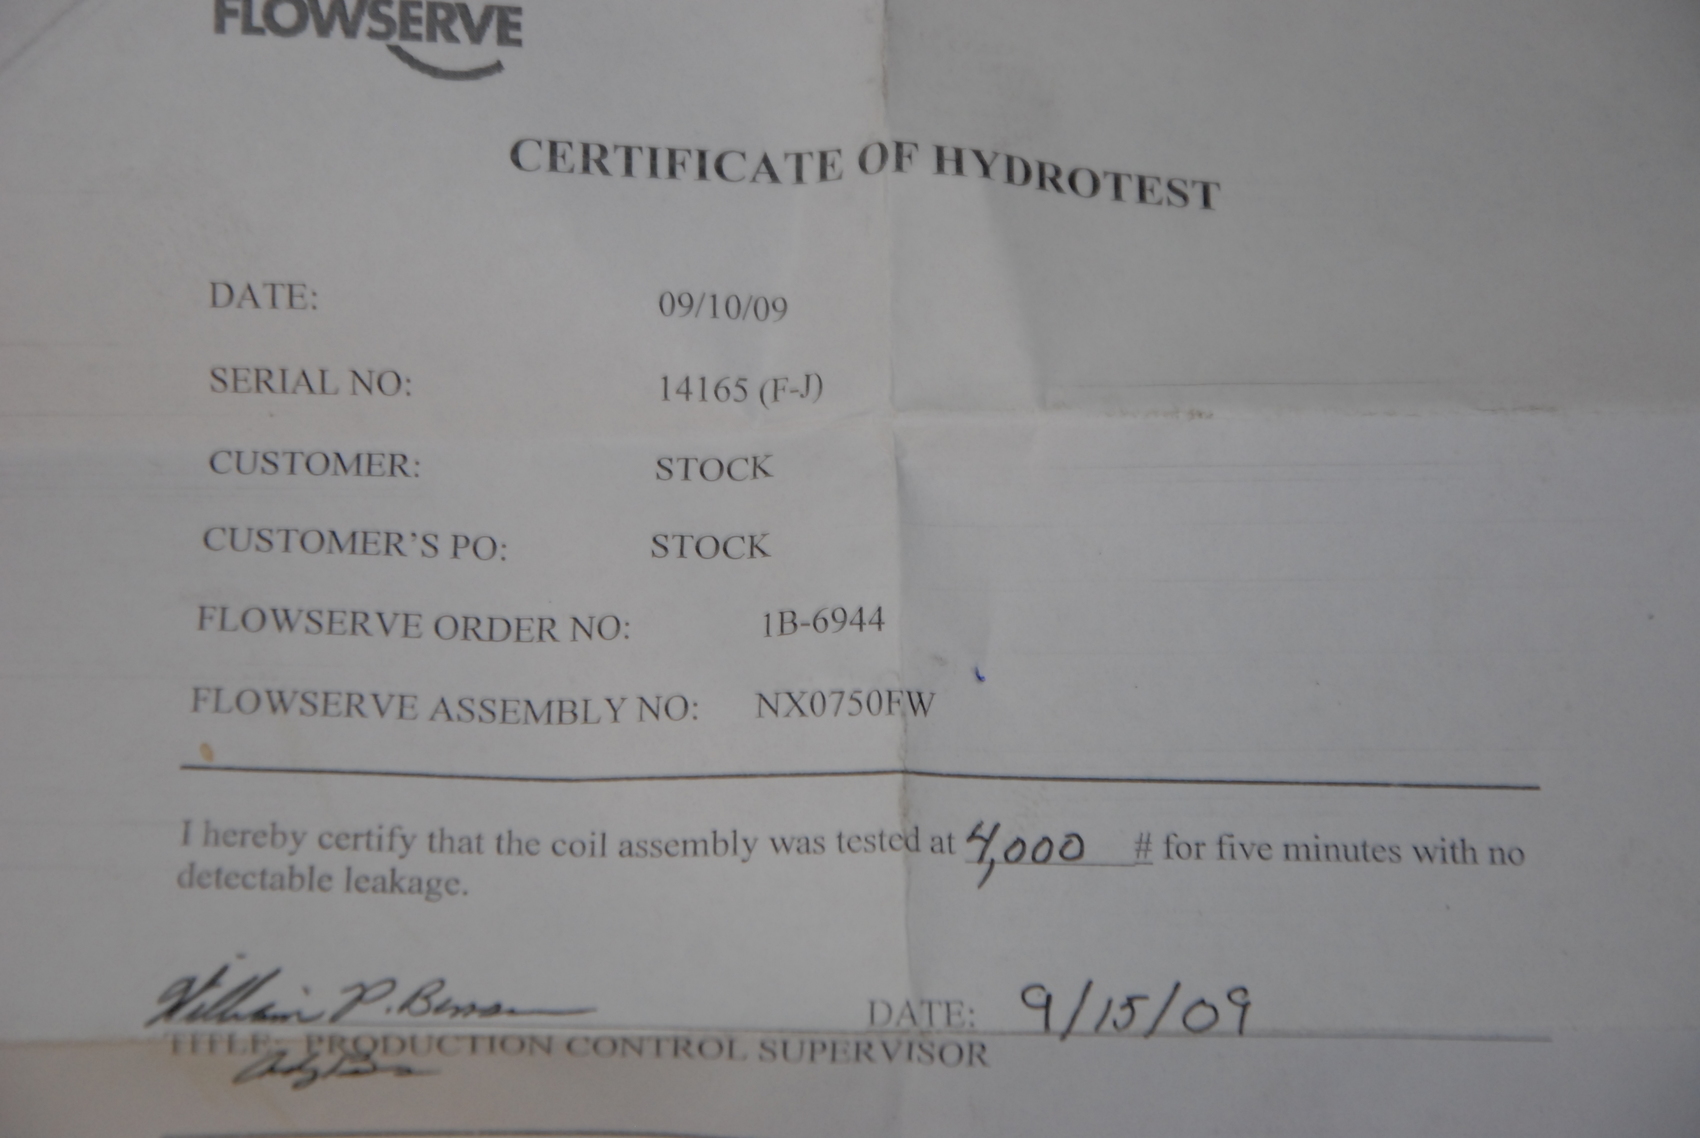 FLOWSERVE
CERTIFICATE OF HYDROTEST
DATE: 09/10/09
SERIAL NO: 14165 (F-J)
CUSTOMER: STOCK
CUSTOMER'S PO: STOCK
FLOWSERVE ORDER NO: 1B-6944
FLOWSERVE ASSEMBLY NO: NX0750FW
I hereby certify that the coil assembly was tested at 4,000 # for five minutes with no
detectable leakage.
William P. DATE: 9/15/09
TITLE: PRODUCTION CONTROL SUPERVISOR